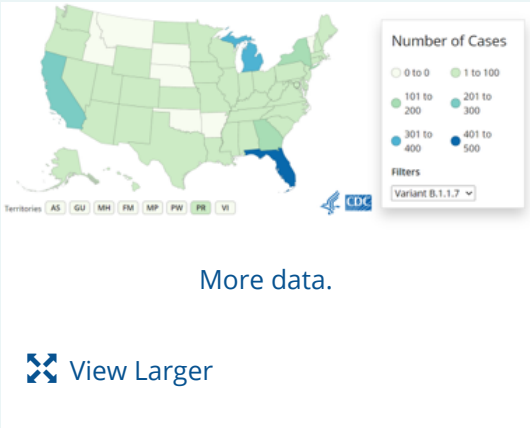 Number of Cases
0 to 0
1 to 100
101 to
200
201 to
300
301 to
400
401 to
500
Filters
Variant B.1.1.7
Territories AS GU MH FM MP PW PR VI
CDC
More data.
View Larger